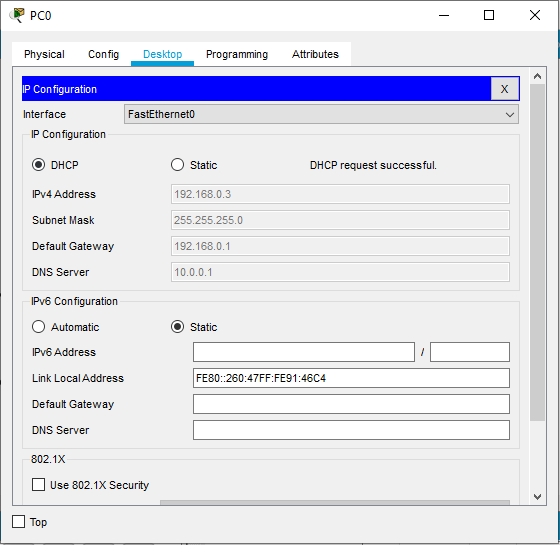 PC0
Physical Config Desktop Programming Attributes
IP Configuration X
Interface FastEthernet0
IP Configuration
DHCP Static DHCP request successful.
IPv4 Address 192.168.0.3
Subnet Mask 255.255.255.0
Default Gateway 192.168.0.1
DNS Server 10.0.0.1
IPv6 Configuration
Automatic Static
IPv6 Address /
Link Local Address FE80::260:47FF:FE91:46C4
Default Gateway
DNS Server
802.1X
Use 802.1X Security
Top